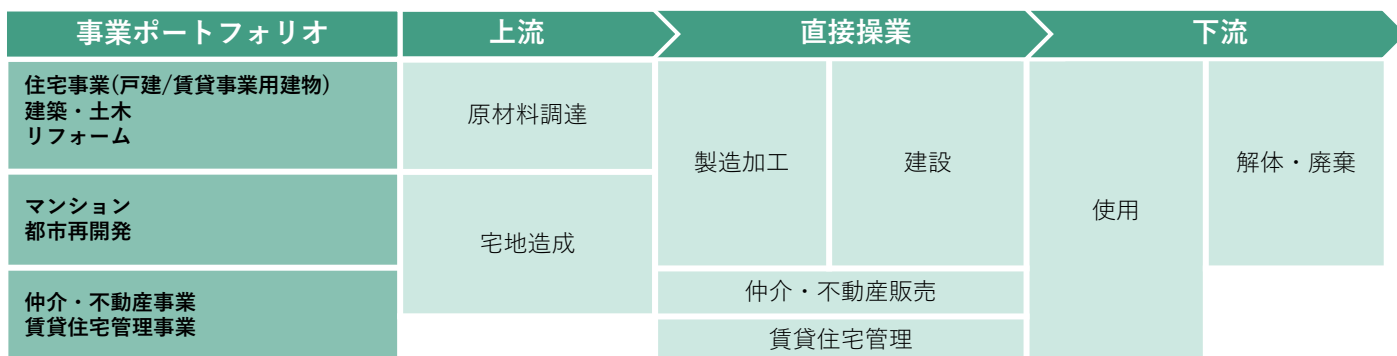 事業ポートフォリオ
上流
直接操業
下流
住宅事業(戸建/賃貸事業用建物)
建築・土木
リフォーム
原材料調達
製造加工
建設
使用
解体・廃棄
マンション
都市再開発
宅地造成
仲介・不動産事業
賃貸住宅管理事業
仲介・不動産販売
賃貸住宅管理